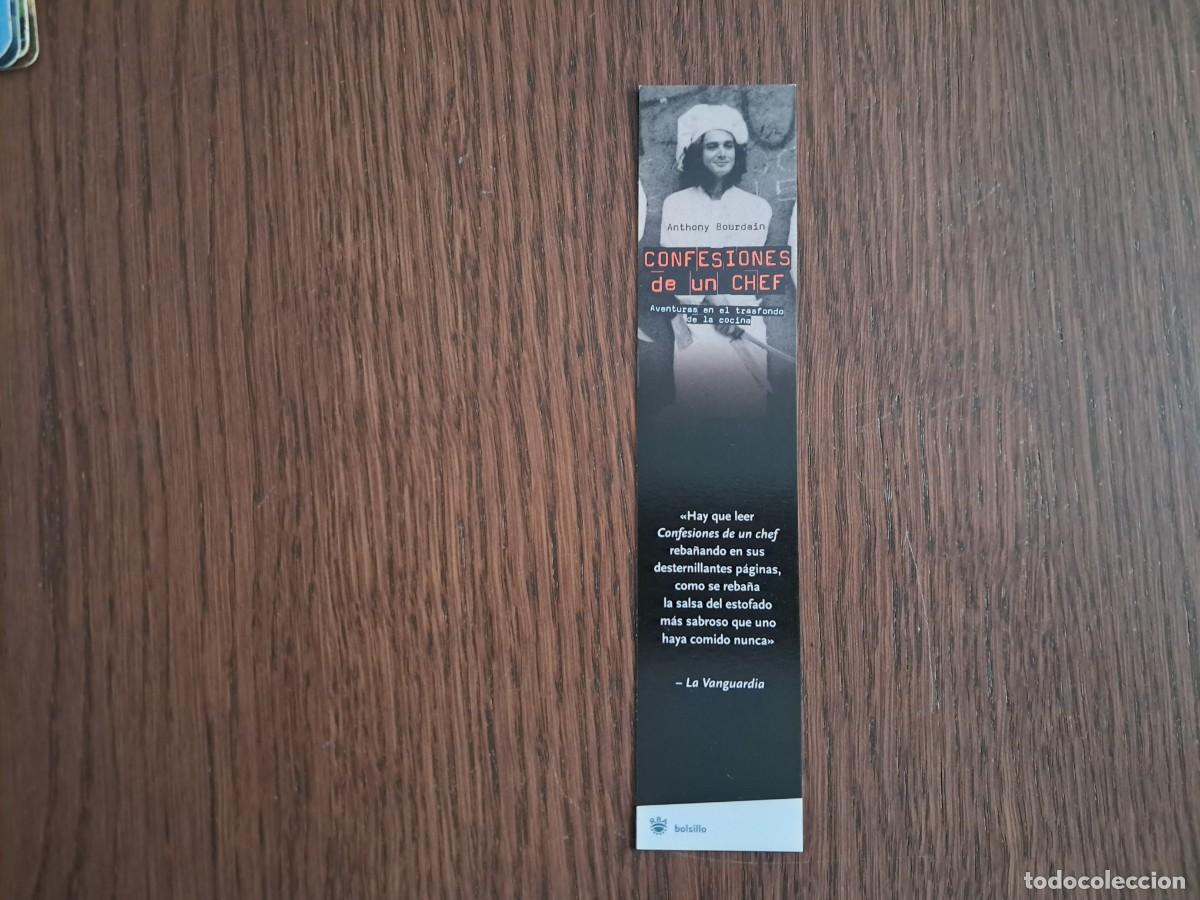 Anthony Bourdain
CONFESIONES
de un CHEF
Aventuras en el trasfondo
de la cocina
«Hay que leer
Confesiones de un chef
rebañando en sus
desternillantes páginas,
como se rebaña
la salsa del estofado
más sabroso que uno
haya comido nunca»
– La Vanguardia
RBA
bolsillo
todocoleccion